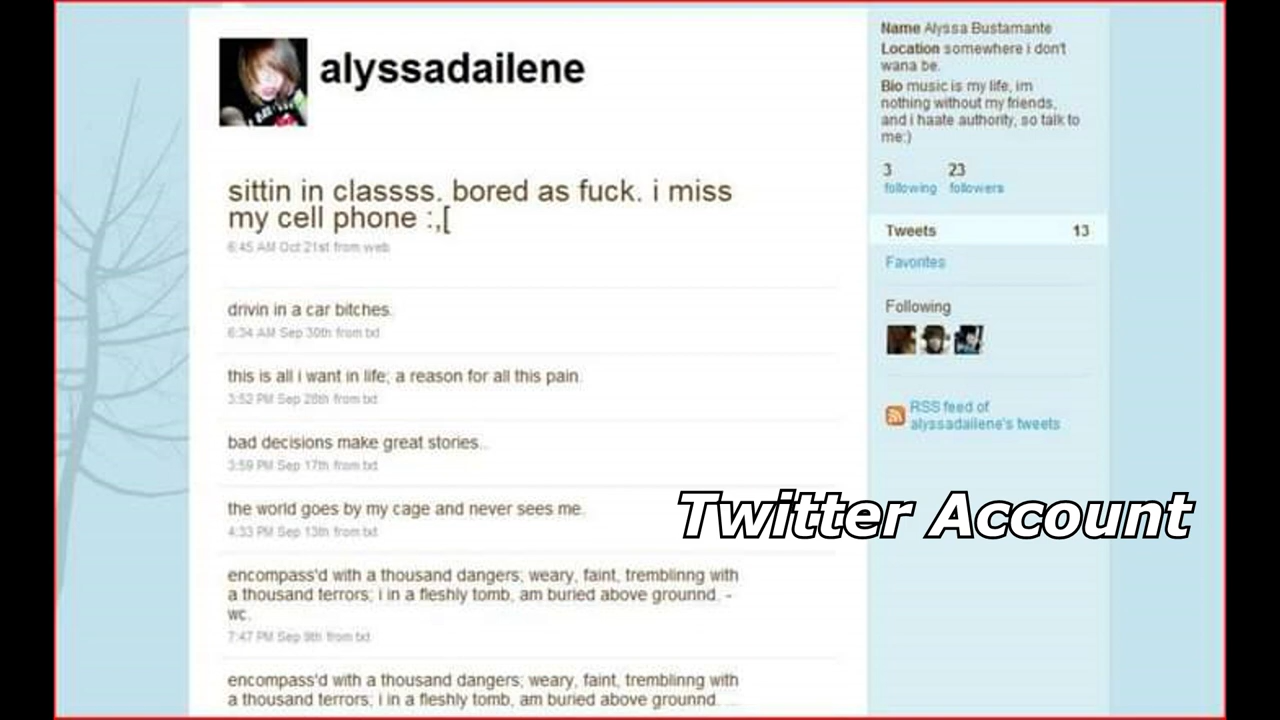 alyssadailene
sittin in classss. bored as fuck. i miss
my cell phone :,[
6:45 AM Oct 21st from web
drivin in a car bitches.
6:34 AM Sep 30th from txt
this is all i want in life; a reason for all this pain.
3:52 PM Sep 28th from txt
bad decisions make great stories..
3:59 PM Sep 17th from txt
the world goes by my cage and never sees me.
4:33 PM Sep 13th from txt
encompass'd with a thousand dangers; weary, faint, tremblinng with
a thousand terrors; i in a fleshly tomb, am buried above grounnd. -
wc.
7:47 PM Sep 9th from txt
encompass'd with a thousand dangers; weary, faint, tremblinng with
a thousand terrors; i in a fleshly tomb, am buried above grounnd. ...
Name Alyssa Bustamante
Location somewhere i don't
wana be.
Bio music is my life, im
nothing without my friends,
and i haate authority, so talk to
me:)
3 23
following followers
Tweets 13
Favorites
Following
RSS feed of
alyssadailene's tweets
Twitter Account